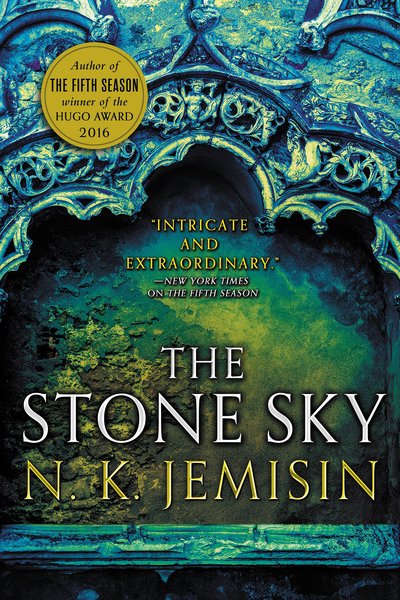 Author of
THE FIFTH SEASON
winner of the
HUGO AWARD
2016
"INTRICATE
AND
EXTRAORDINARY."
—NEW YORK TIMES
ON THE FIFTH SEASON
THE
STONE SKY
N. K. JEMISIN